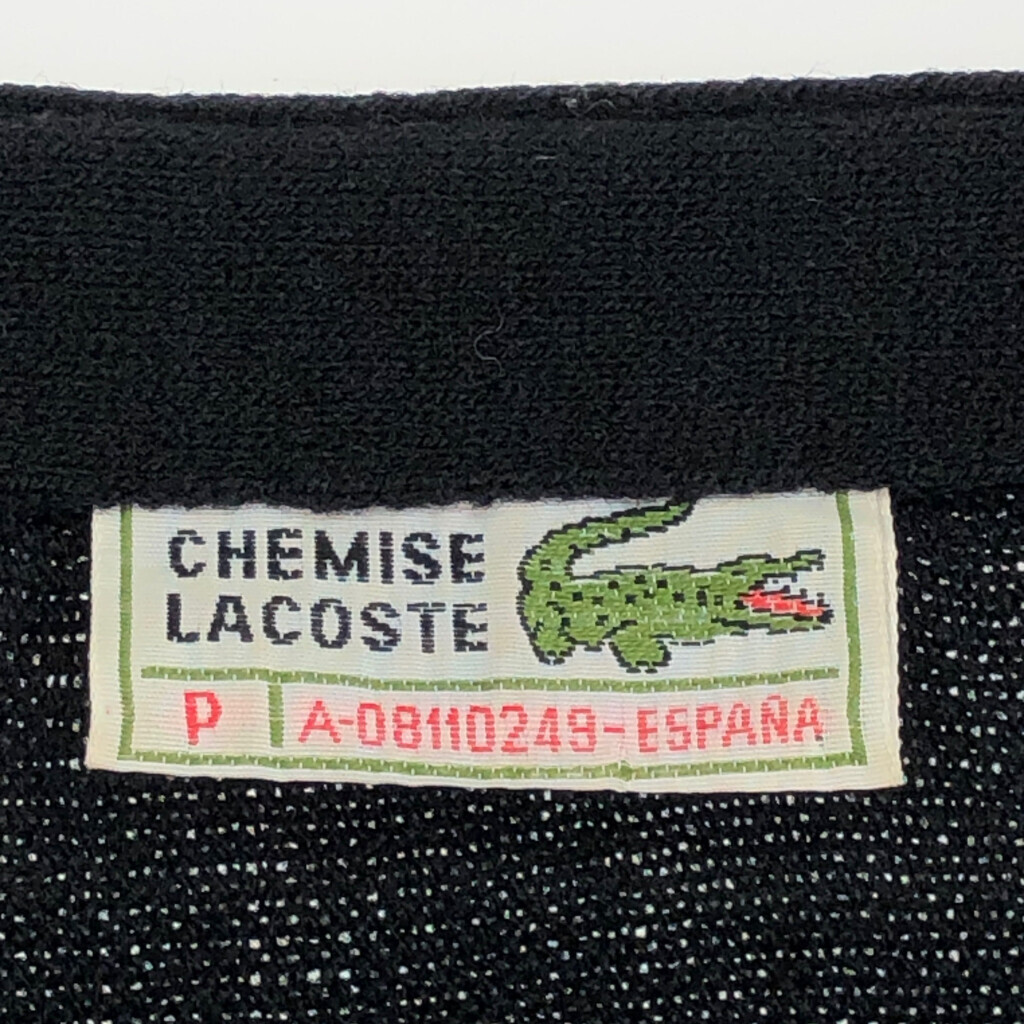 CHEMISE
LACOSTE
P A-08110249-ESPAÑA